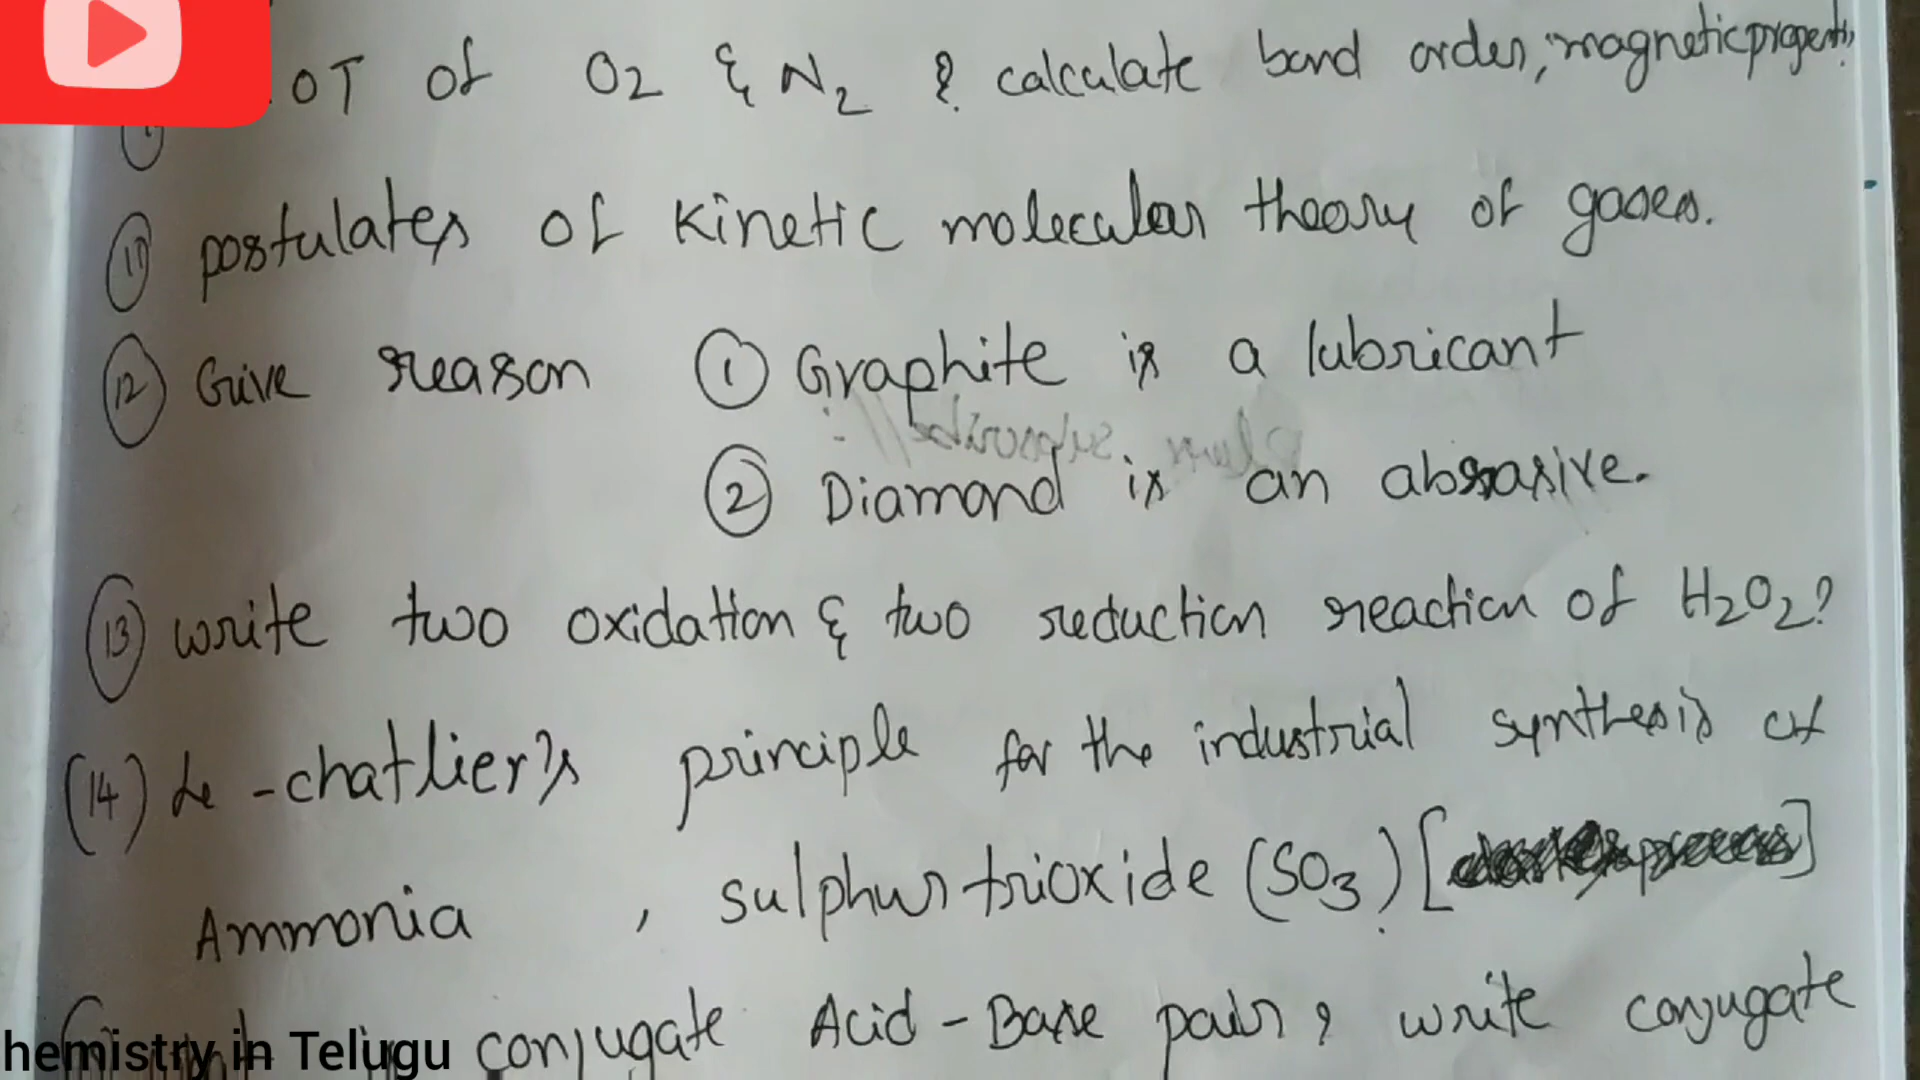 OT of O2 & N2 ? calculate bond order, magnetic properti
11 postulates of Kinetic molecular theory of gases.
12 Give reason 1 Graphite is a lubricant
2 Diamond is an abrasive.
13 write two oxidation & two reduction reaction of H2O2?
(14) Le-chatlier's principle for the industrial synthesis of
Ammonia , sulphur trioxide (SO3) [
conjugate Acid-Base pair, write conjugate
hemistry in Telugu